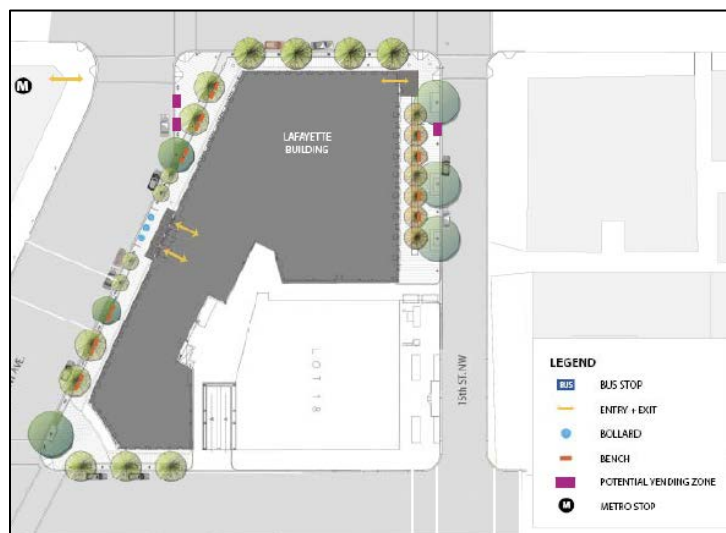 M
LAFAYETTE
BUILDING
LOT 18
AVE.
15th ST. NW
LEGEND
BUS BUS STOP
ENTRY + EXIT
BOLLARD
BENCH
POTENTIAL VENDING ZONE
M METRO STOP